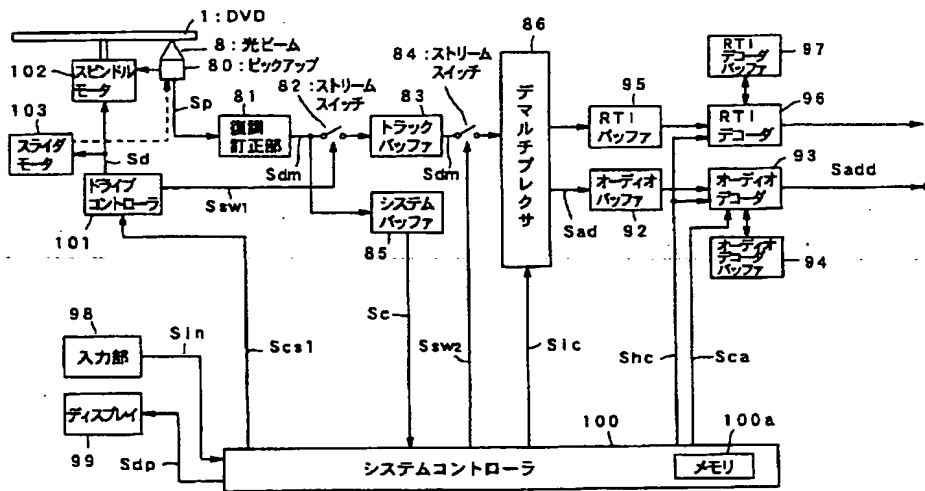 1:DVD
8:光ビーム
80:ピックアップ
102
スピンドル
モータ
103
スライダ
モータ
Sp
Sd
81
復調
訂正部
82:ストリーム
スイッチ
83
トラック
バッファ
84:ストリーム
スイッチ
86
デマルチプレクサ
95
RTI
バッファ
RTI
デコーダ
バッファ
97
RTI
デコーダ
96
Sdm
Sdm
ドライブ
コントローラ
101
Ssw1
システム
バッファ
85
Sad
オーディオ
バッファ
92
オーディオ
デコーダ
93
Sadd
オーディオ
デコーダ
バッファ
94
98
入力部
Sin
Scs1
Sc
Ssw2
Sic
Shc
Sca
ディスプレイ
99
Sdp
100
システムコントローラ
100a
メモリ